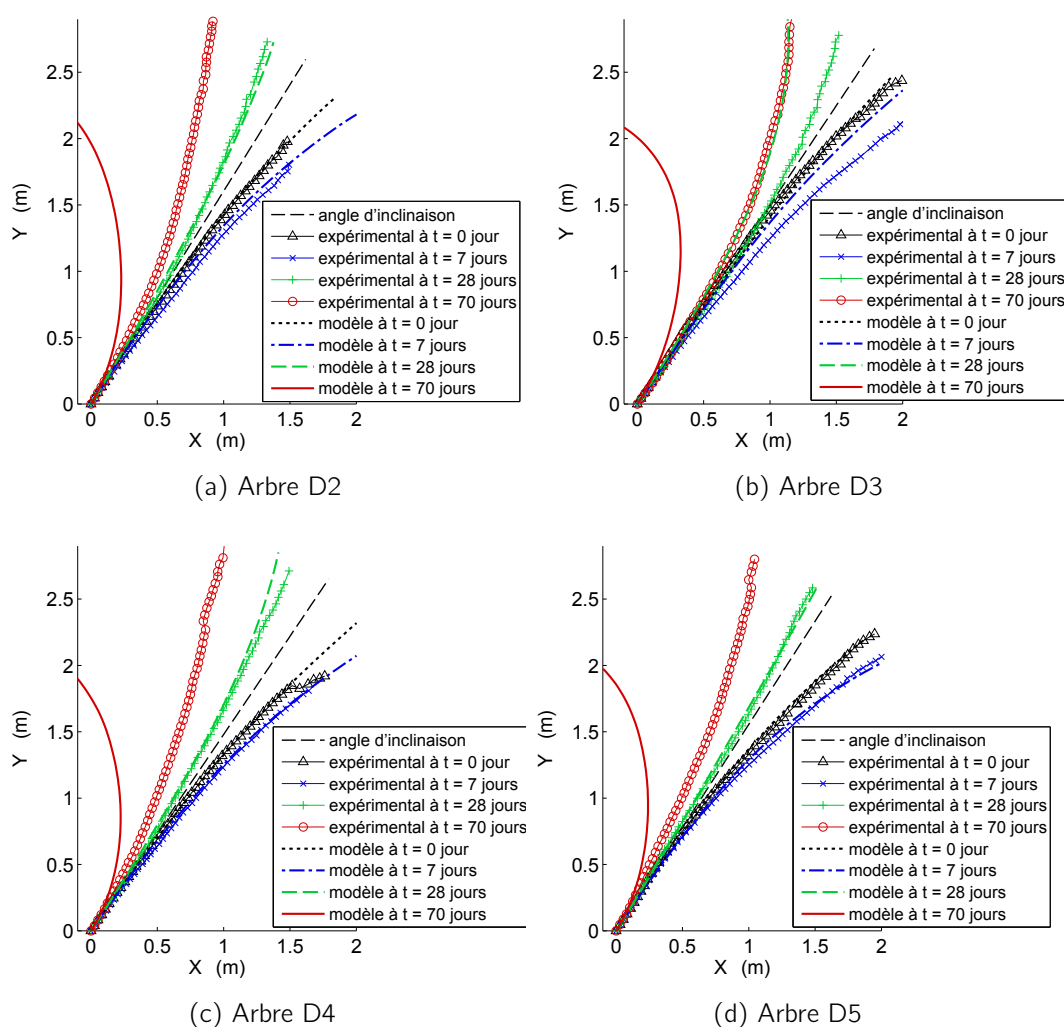 2.5
2
1.5
1
0.5
0
Y (m)
0 0.5 1 1.5 2
X (m)
angle d'inclinaison
expérimental à t = 0 jour
expérimental à t = 7 jours
expérimental à t = 28 jours
expérimental à t = 70 jours
modèle à t = 0 jour
modèle à t = 7 jours
modèle à t = 28 jours
modèle à t = 70 jours
(a) Arbre D2
2.5
2
1.5
1
0.5
0
Y (m)
0 0.5 1 1.5 2
X (m)
angle d'inclinaison
expérimental à t = 0 jour
expérimental à t = 7 jours
expérimental à t = 28 jours
expérimental à t = 70 jours
modèle à t = 0 jour
modèle à t = 7 jours
modèle à t = 28 jours
modèle à t = 70 jours
(b) Arbre D3
2.5
2
1.5
1
0.5
0
Y (m)
0 0.5 1 1.5 2
X (m)
angle d'inclinaison
expérimental à t = 0 jour
expérimental à t = 7 jours
expérimental à t = 28 jours
expérimental à t = 70 jours
modèle à t = 0 jour
modèle à t = 7 jours
modèle à t = 28 jours
modèle à t = 70 jours
(c) Arbre D4
2.5
2
1.5
1
0.5
0
Y (m)
0 0.5 1 1.5 2
X (m)
angle d'inclinaison
expérimental à t = 0 jour
expérimental à t = 7 jours
expérimental à t = 28 jours
expérimental à t = 70 jours
modèle à t = 0 jour
modèle à t = 7 jours
modèle à t = 28 jours
modèle à t = 70 jours
(d) Arbre D5